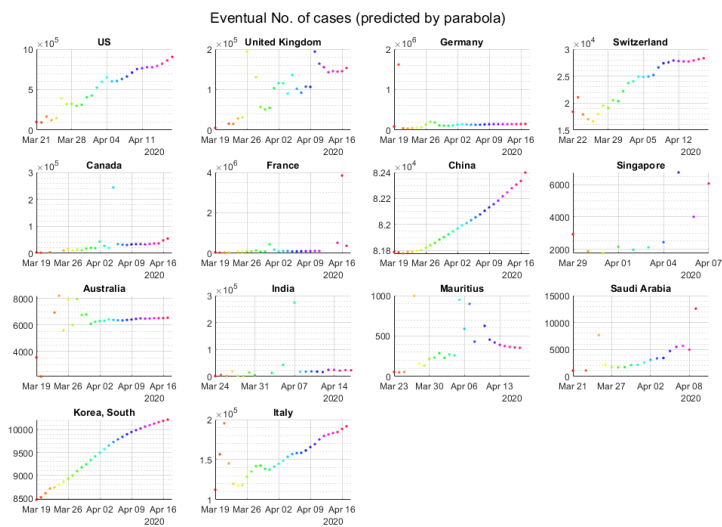 Eventual No. of cases (predicted by parabola)
US
×10^5
10
5
0
Mar 21 Mar 28 Apr 04 Apr 11
2020
United Kingdom
×10^5
2
1
0
Mar 19 Mar 26 Apr 02 Apr 09 Apr 16
2020
Germany
×10^6
2
1
0
Mar 19 Mar 26 Apr 02 Apr 09 Apr 16
2020
Switzerland
×10^4
3
2.5
2
1.5
Mar 22 Mar 29 Apr 05 Apr 12
2020
Canada
×10^5
3
2
1
0
Mar 19 Mar 26 Apr 02 Apr 09 Apr 16
2020
France
×10^6
4
2
0
Mar 19 Mar 26 Apr 02 Apr 09 Apr 16
2020
China
×10^4
8.24
8.22
8.2
8.18
Mar 19 Mar 26 Apr 02 Apr 09 Apr 16
2020
Singapore
6000
4000
2000
Mar 29 Apr 01 Apr 04 Apr 07
2020
Australia
8000
6000
4000
Mar 19 Mar 26 Apr 02 Apr 09 Apr 16
2020
India
×10^5
3
2
1
0
Mar 24 Mar 31 Apr 07 Apr 14
2020
Mauritius
1000
500
0
Mar 23 Mar 30 Apr 06 Apr 13
2020
Saudi Arabia
15000
10000
5000
0
Mar 21 Mar 27 Apr 02 Apr 08
2020
Korea, South
10000
9500
9000
8500
Mar 19 Mar 26 Apr 02 Apr 09 Apr 16
2020
Italy
×10^5
2
1.8
1.6
1.4
1.2
1
Mar 19 Mar 26 Apr 02 Apr 09 Apr 16
2020